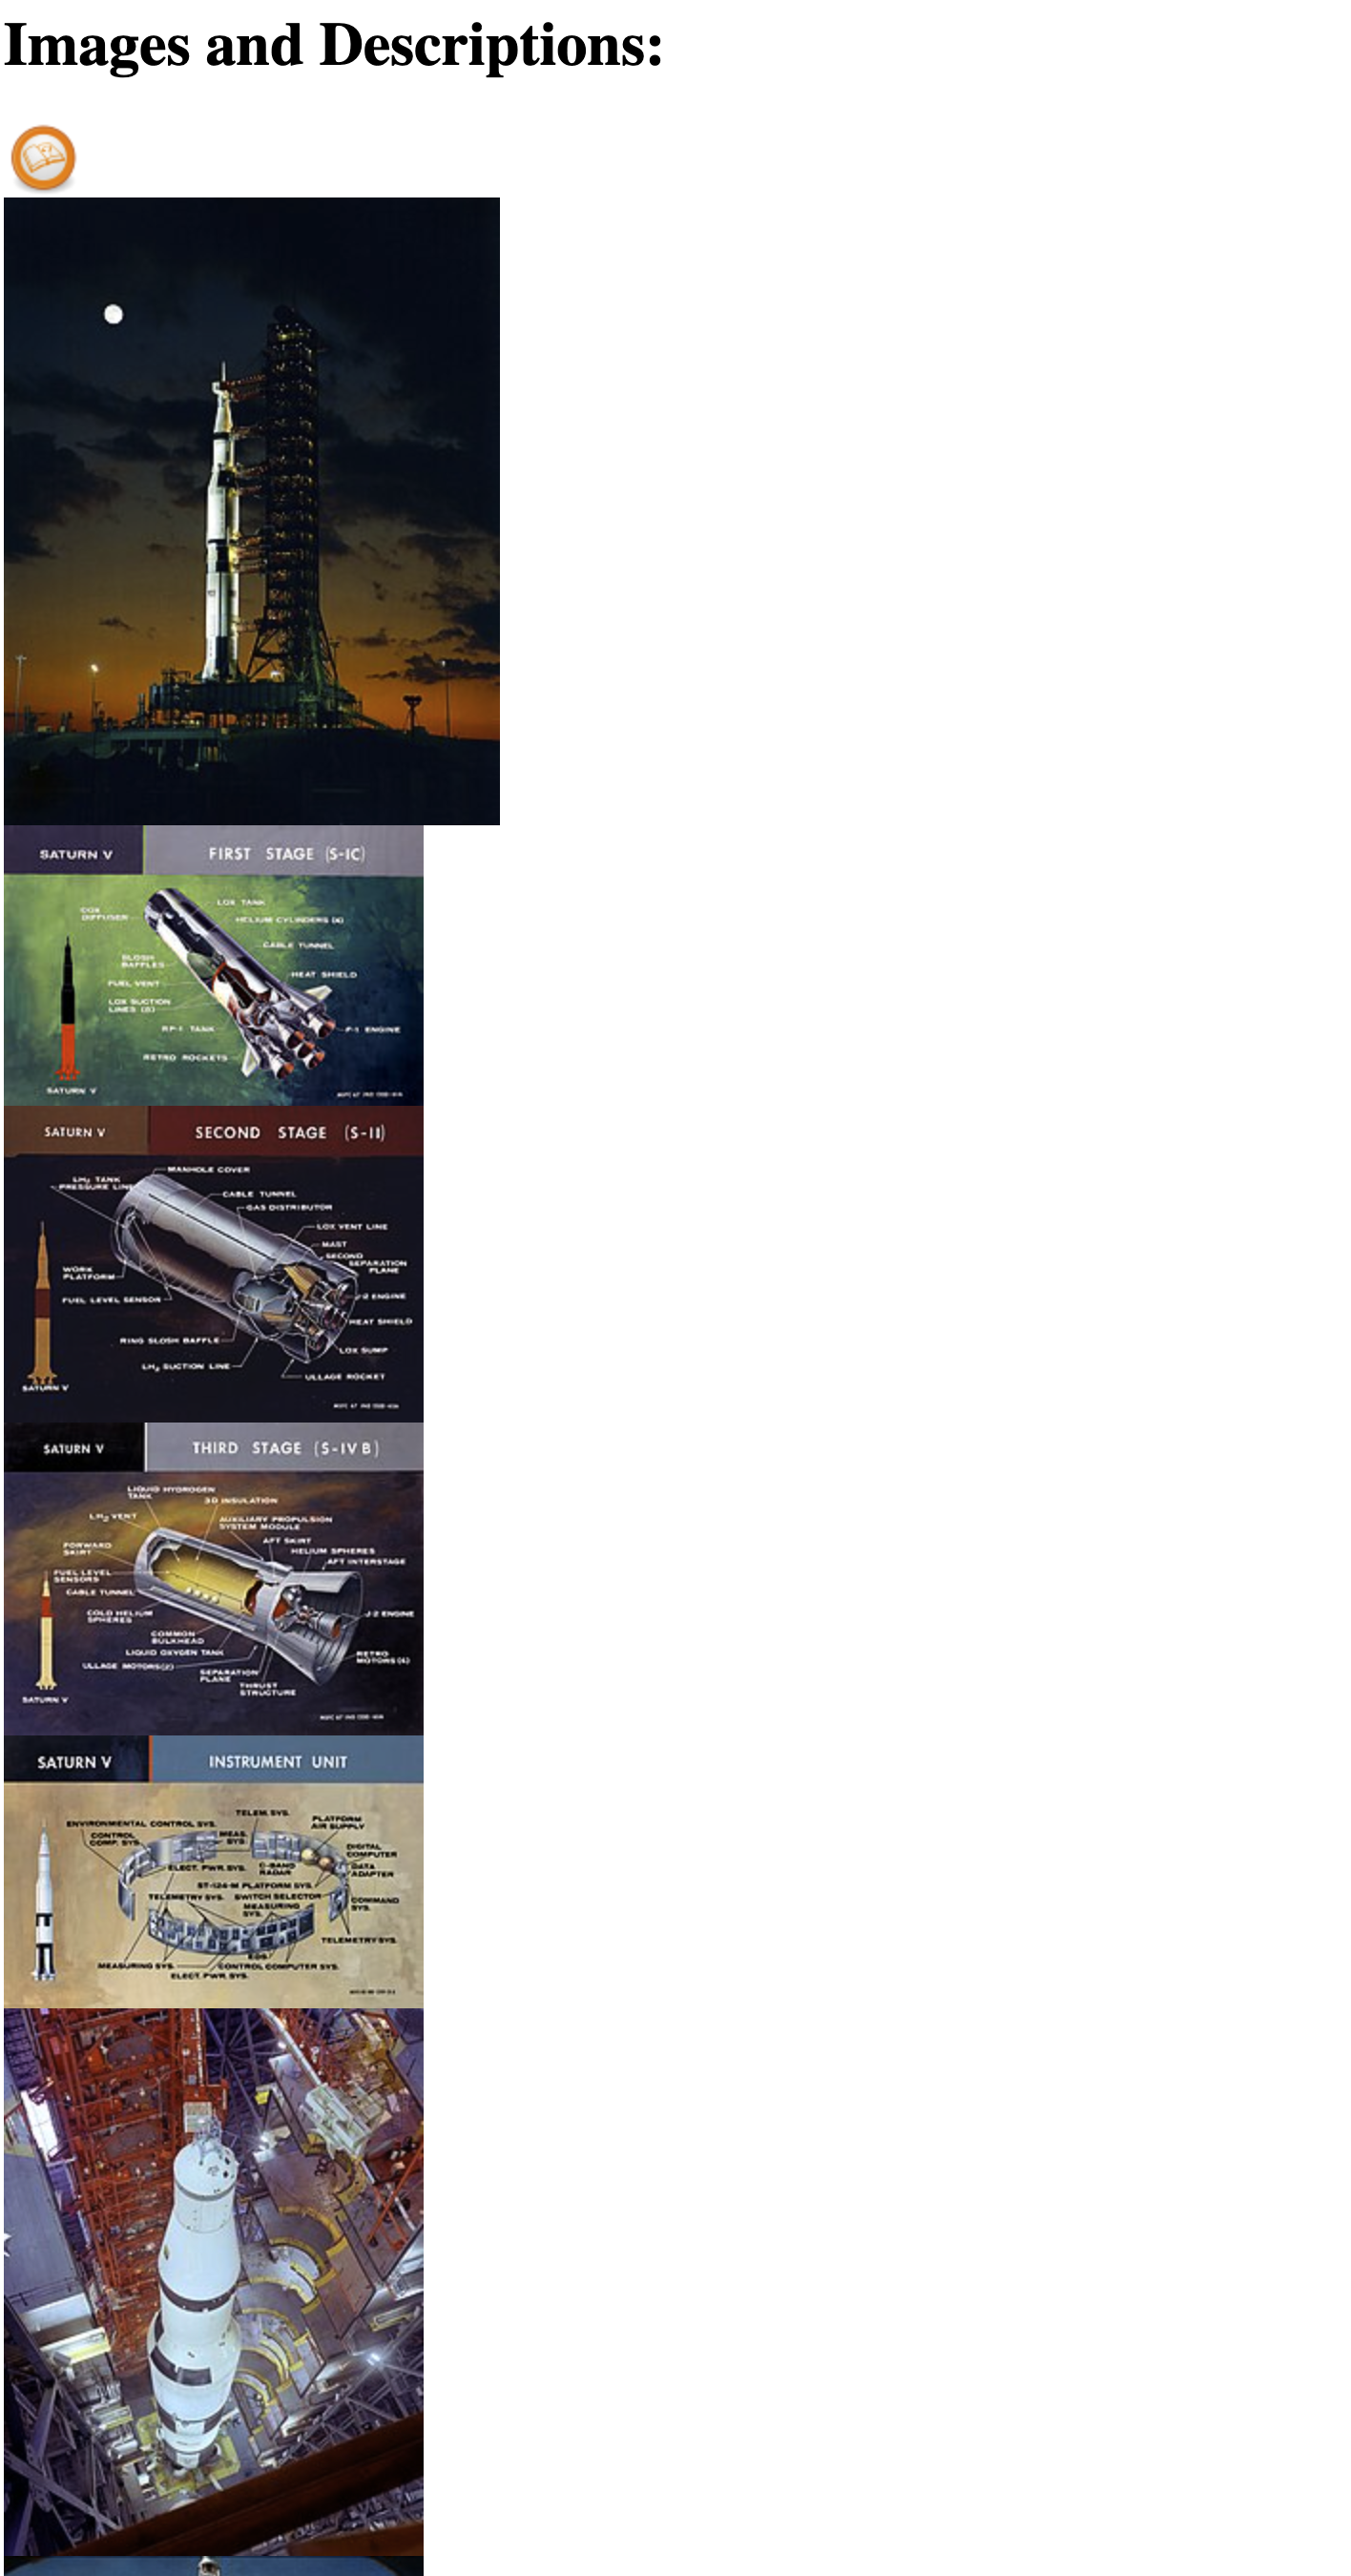 Images and Descriptions:
SATURN V
FIRST STAGE (S-IC)
LOX TANK
GOX
DIFFUSER
HELIUM CYLINDERS (4)
CABLE TUNNEL
SLOSH
BAFFLES
HEAT SHIELD
FUEL VENT
LOX SUCTION
LINES (5)
RP-1 TANK
F-1 ENGINE
RETRO ROCKETS
SATURN V
SATURN V
SECOND STAGE (S-II)
MANHOLE COVER
LH2 TANK
PRESSURE LINE
CABLE TUNNEL
GAS DISTRIBUTOR
LOX VENT LINE
MAST
SECOND
SEPARATION
PLANE
WORK
PLATFORM
J-2 ENGINE
FUEL LEVEL SENSOR
HEAT SHIELD
RING SLOSH BAFFLE
LOX SUMP
LH2 SUCTION LINE
ULLAGE ROCKET
SATURN V
SATURN V
THIRD STAGE (S-IVB)
LIQUID HYDROGEN
TANK
3D INSULATION
LH2 VENT
AUXILIARY PROPULSION
SYSTEM MODULE
AFT SKIRT
FORWARD
SKIRT
HELIUM SPHERES
AFT INTERSTAGE
FUEL LEVEL
SENSORS
CABLE TUNNEL
COLD HELIUM
SPHERES
J-2 ENGINE
COMMON
BULKHEAD
LIQUID OXYGEN TANK
RETRO
MOTORS (4)
ULLAGE MOTORS (2)
SEPARATION
PLANE
THRUST
STRUCTURE
SATURN V
SATURN V
INSTRUMENT UNIT
TELEM. SYS.
ENVIRONMENTAL CONTROL SYS.
PLATFORM
AIR SUPPLY
CONTROL
COMP. SYS.
MEAS.
SYS.
DIGITAL
COMPUTER
ELECT. PWR. SYS.
C-BAND
RADAR
DATA
ADAPTER
ST-124-M PLATFORM SYS.
TELEMETRY SYS.
SWITCH SELECTOR
COMMAND
SYS.
MEASURING
SYS.
TELEMETRY SYS.
EDS
MEASURING SYS.
CONTROL COMPUTER SYS.
ELECT. PWR. SYS.